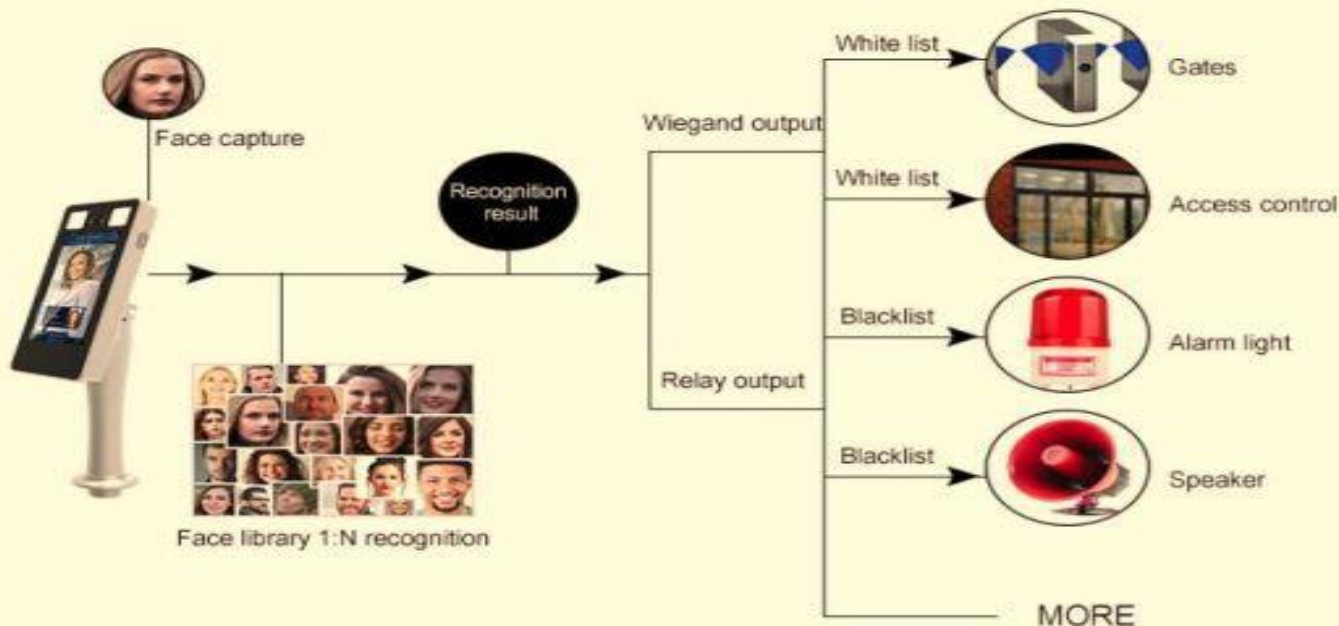 Face capture
Recognition
result
Face library 1:N recognition
Wiegand output
Relay output
White list
Gates
White list
Access control
Blacklist
Alarm light
Blacklist
Speaker
MORE